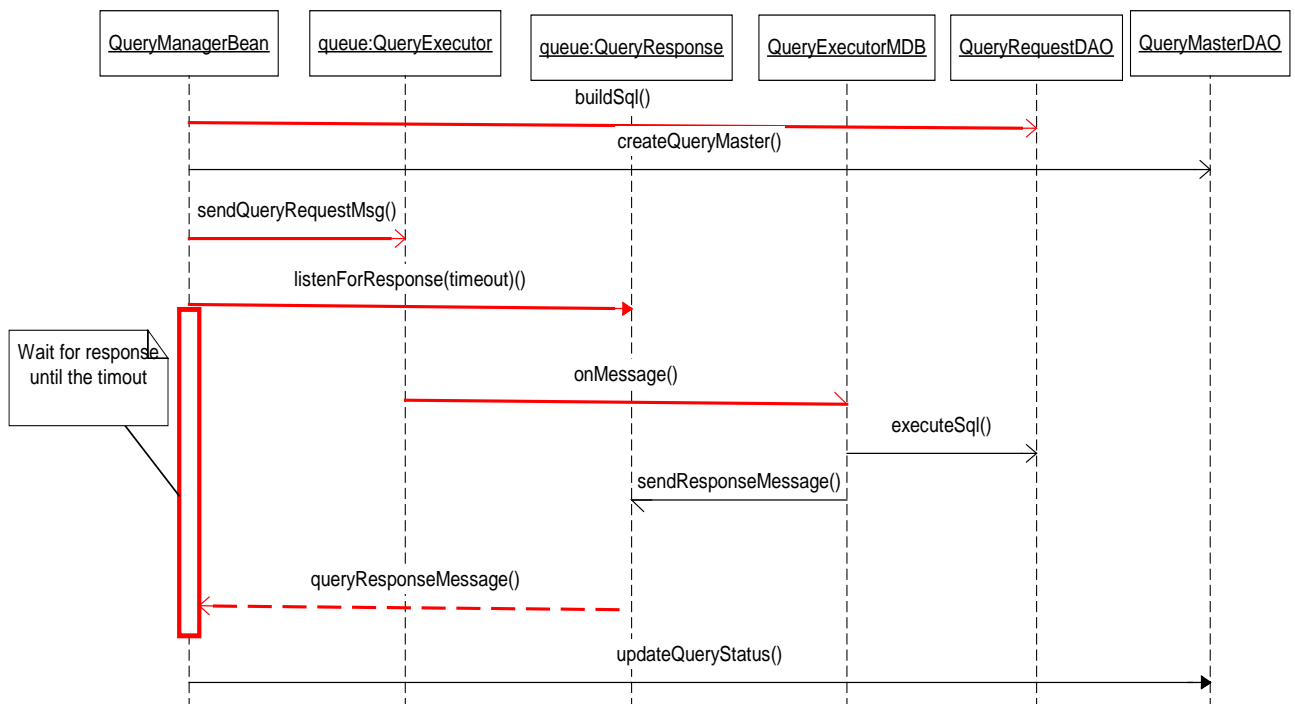 QueryManagerBean
queue:QueryExecutor
queue:QueryResponse
QueryExecutorMDB
QueryRequestDAO
QueryMasterDAO
buildSql()
createQueryMaster()
sendQueryRequestMsg()
listenForResponse(timeout)()
Wait for response
until the timout
onMessage()
executeSql()
sendResponseMessage()
queryResponseMessage()
updateQueryStatus()